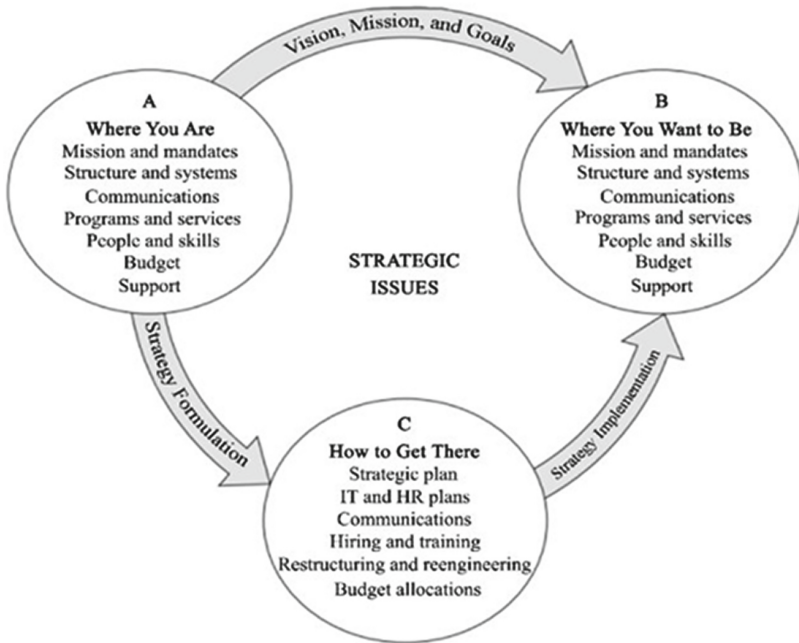 Vision, Mission, and Goals
A
Where You Are
Mission and mandates
Structure and systems
Communications
Programs and services
People and skills
Budget
Support
B
Where You Want to Be
Mission and mandates
Structure and systems
Communications
Programs and services
People and skills
Budget
Support
STRATEGIC
ISSUES
Strategy Formulation
Strategy Implementation
C
How to Get There
Strategic plan
IT and HR plans
Communications
Hiring and training
Restructuring and reengineering
Budget allocations